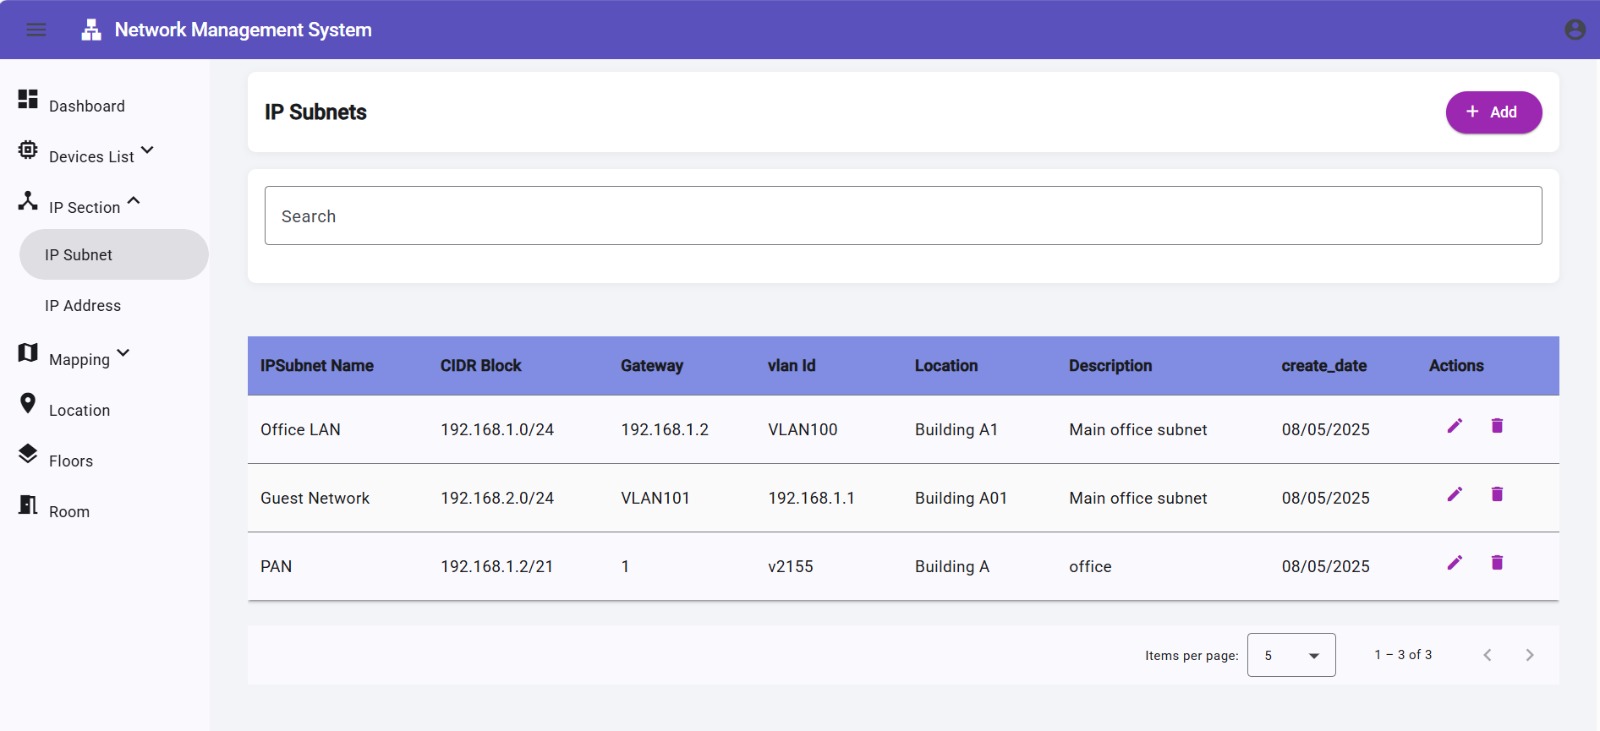 Network Management System
Dashboard
Devices List
IP Section
IP Subnet
IP Address
Mapping
Location
Floors
Room
IP Subnets
+ Add
Search
IPSubnet Name CIDR Block Gateway vlan Id Location Description create_date Actions
Office LAN 192.168.1.0/24 192.168.1.2 VLAN100 Building A1 Main office subnet 08/05/2025
Guest Network 192.168.2.0/24 VLAN101 192.168.1.1 Building A01 Main office subnet 08/05/2025
PAN 192.168.1.2/21 1 v2155 Building A office 08/05/2025
Items per page: 5 1 – 3 of 3